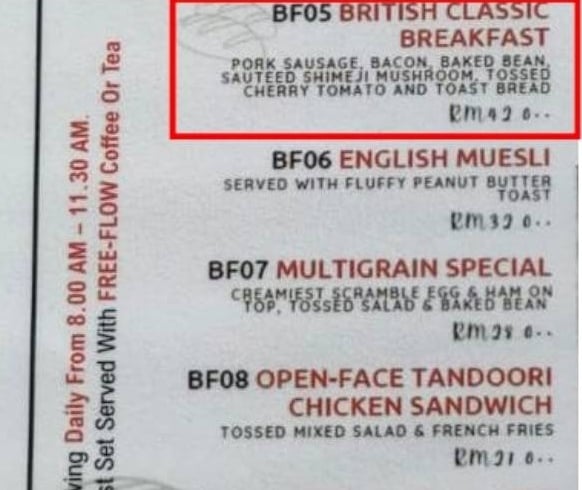 BF05 BRITISH CLASSIC
BREAKFAST
PORK SAUSAGE, BACON, BAKED BEAN,
SAUTEED SHIMEJI MUSHROOM, TOSSED
CHERRY TOMATO AND TOAST BREAD
BF06 ENGLISH MUESLI
SERVED WITH FLUFFY PEANUT BUTTER
TOAST
BF07 MULTIGRAIN SPECIAL
CREAMIEST SCRAMBLE EGG & HAM ON
TOP, TOSSED SALAD & BAKED BEAN
BF08 OPEN-FACE TANDOORI
CHICKEN SANDWICH
TOSSED MIXED SALAD & FRENCH FRIES
ving Daily From 8.00 AM – 11.30 AM.
st Set Served With FREE-FLOW Coffee Or Tea